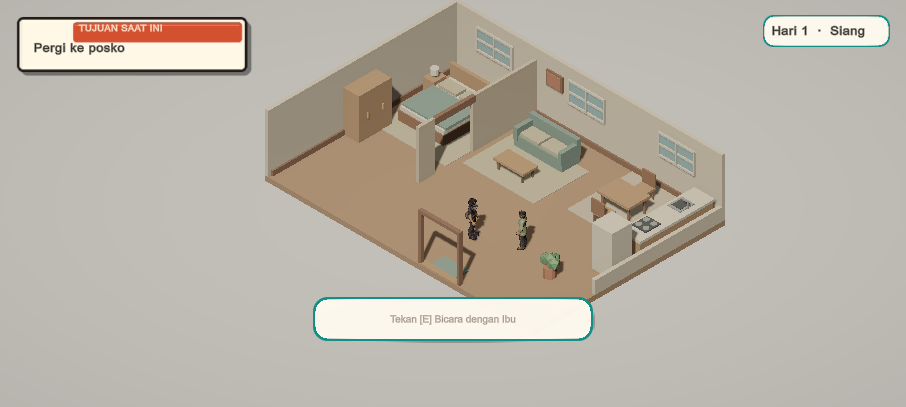 TUJUAN SAAT INI
Pergi ke posko
Hari 1 · Siang
Tekan [E] Bicara dengan Ibu